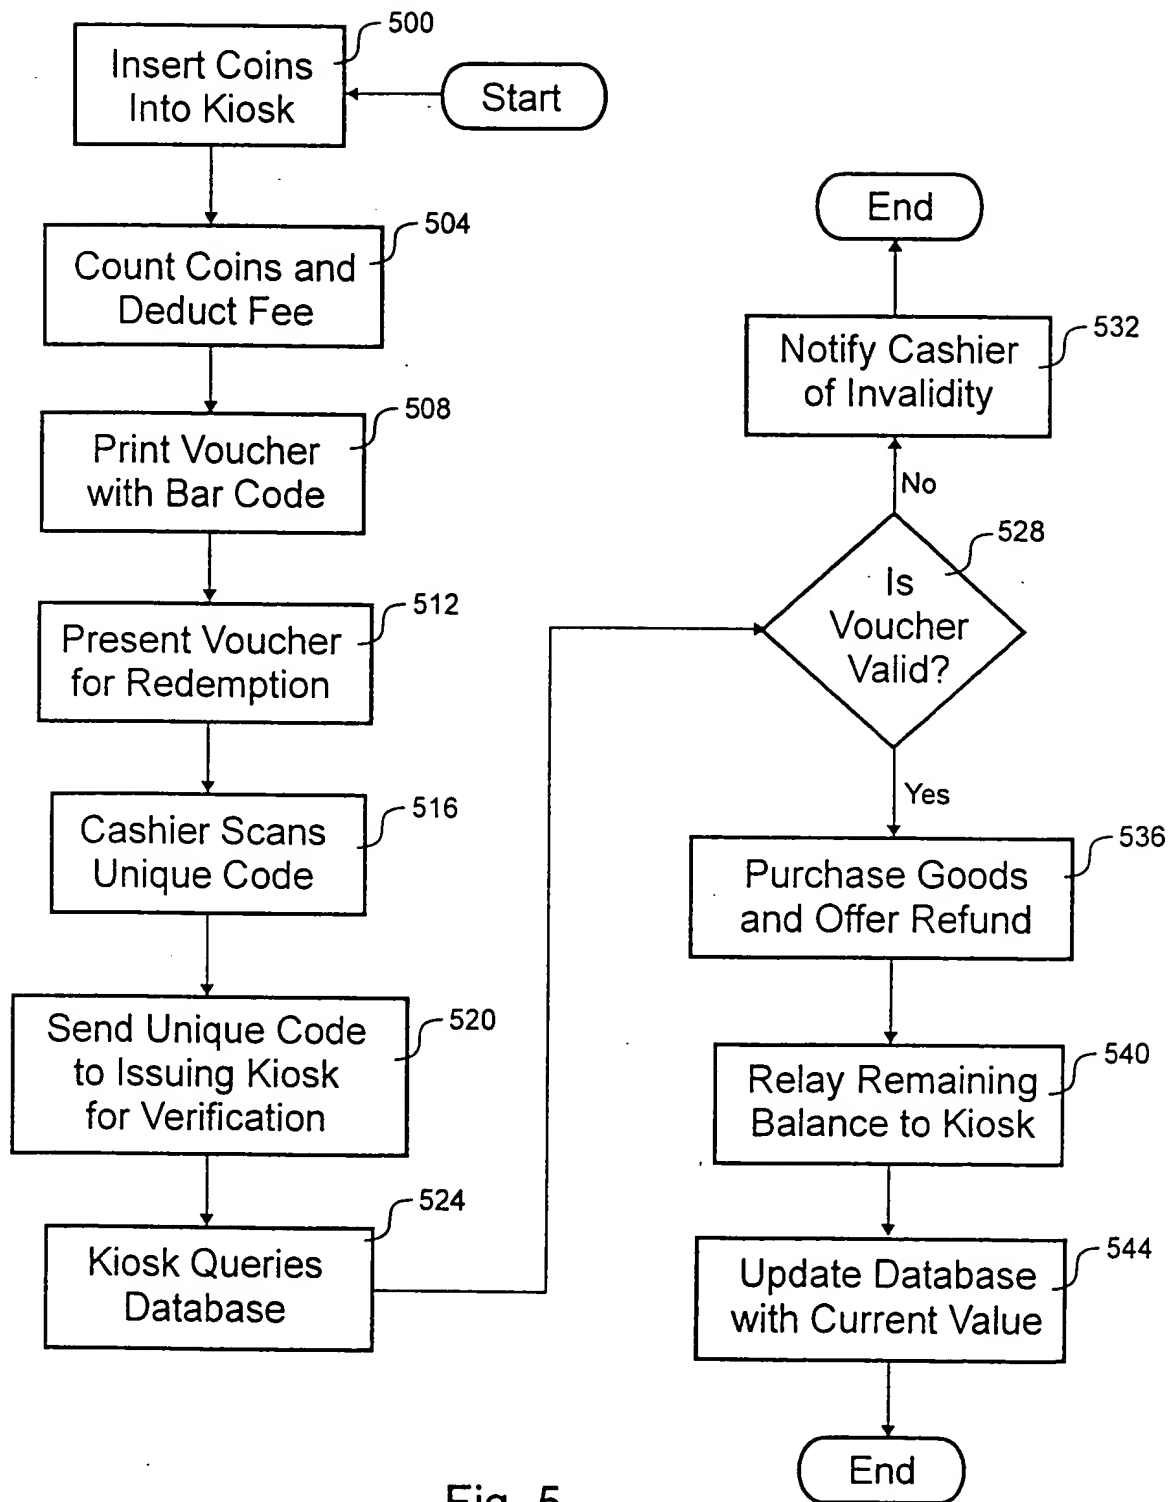 500
Insert Coins
Into Kiosk
Start
504
Count Coins and
Deduct Fee
508
Print Voucher
with Bar Code
512
Present Voucher
for Redemption
516
Cashier Scans
Unique Code
520
Send Unique Code
to Issuing Kiosk
for Verification
524
Kiosk Queries
Database
End
532
Notify Cashier
of Invalidity
No
528
Is
Voucher
Valid?
Yes
536
Purchase Goods
and Offer Refund
540
Relay Remaining
Balance to Kiosk
544
Update Database
with Current Value
End
Fig. 5